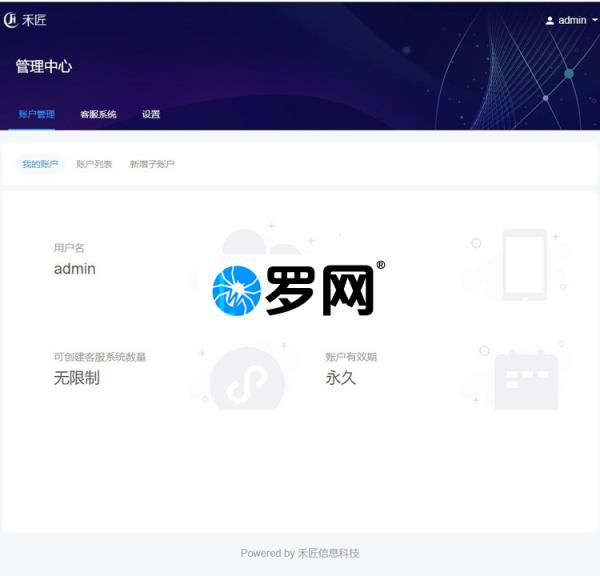 禾匠
admin
管理中心
账户管理 客服系统 设置
我的账户 账户列表 新增子账户
用户名
admin
罗网®
可创建客服系统数量 账户有效期
无限制 永久
Powered by 禾匠信息科技